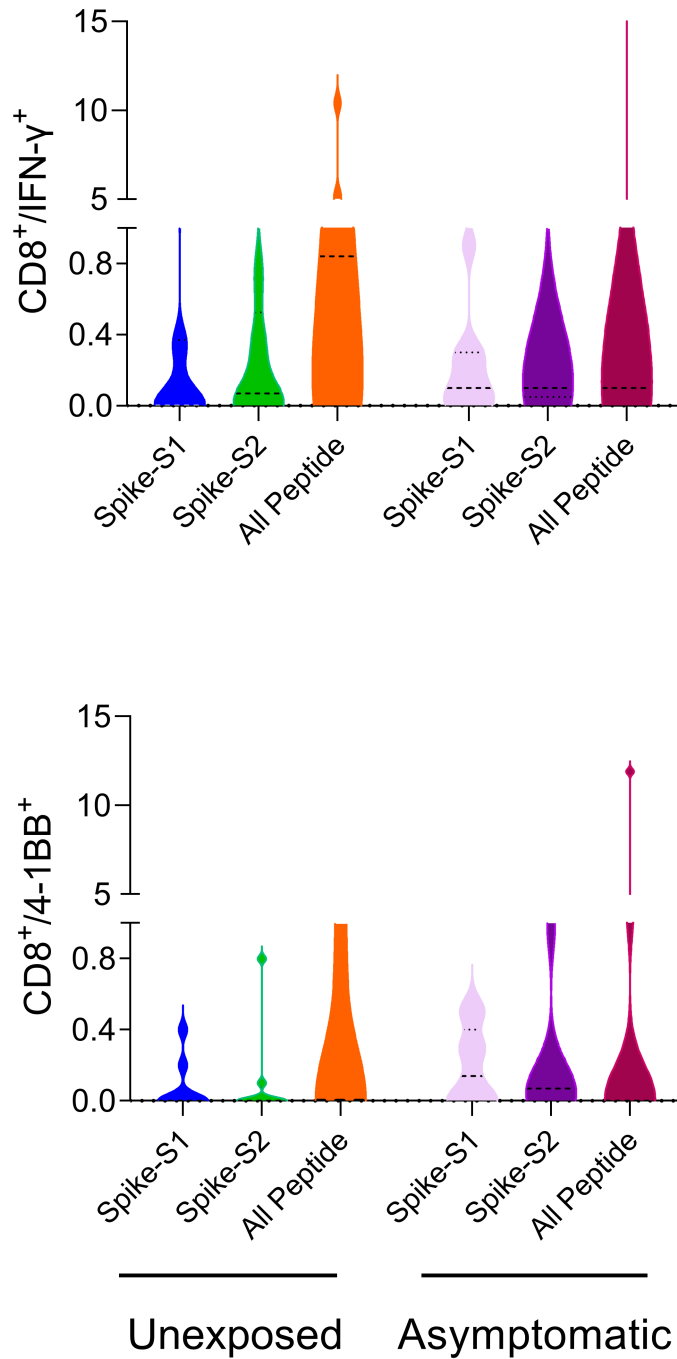 CD8⁺/IFN-γ⁺
15
10
5
0.8
0.4
0.0
Spike-S1
Spike-S2
All Peptide
Spike-S1
Spike-S2
All Peptide
CD8⁺/4-1BB⁺
15
10
5
0.8
0.4
0.0
Spike-S1
Spike-S2
All Peptide
Spike-S1
Spike-S2
All Peptide
Unexposed
Asymptomatic